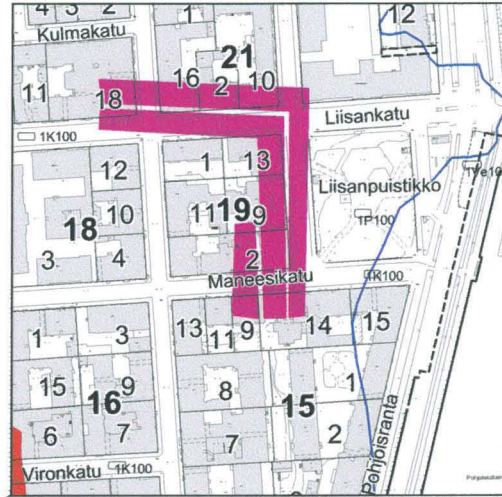 4 3 2 1 12
Kulmakatu
21
11 16 2 10
18
Liisankatu
1K100
1 13
12
Liisanpuistikko
10 11 19 9
TP100
18
3 4 2
Maneesikatu
1K100
1 3 13 11 9 14 15
15 9 8 1
16 15
6 7 7 2
Vironkatu
1K100
Pohjoisranta